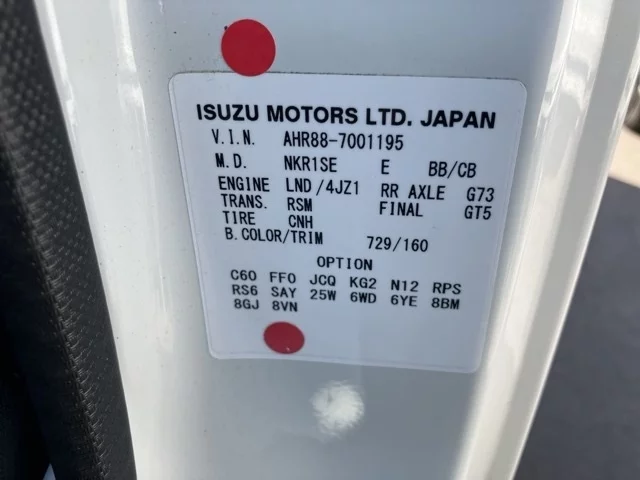 ISUZU MOTORS LTD. JAPAN
V.I.N. AHR88-7001195
M.D. NKR1SE E BB/CB
ENGINE LND/4JZ1 RR AXLE G73
TRANS. RSM FINAL GT5
TIRE CNH
B.COLOR/TRIM 729/160
OPTION
C60 FF0 JCQ KG2 N12 RPS
RS6 SAY 25W 6WD 6YE 8BM
8GJ 8VN